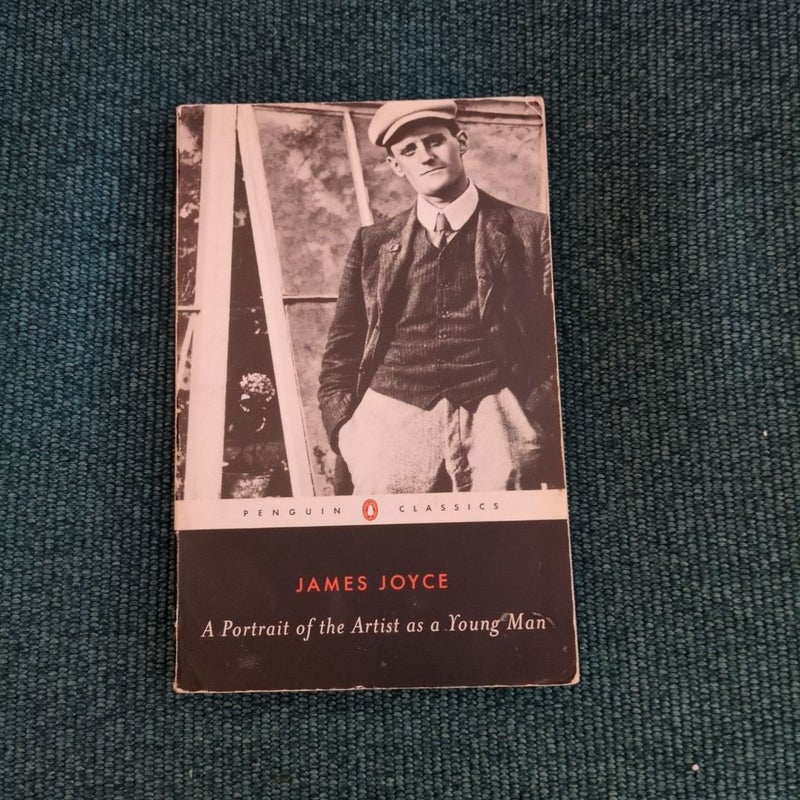 PENGUIN CLASSICS
JAMES JOYCE
A Portrait of the Artist as a Young Man